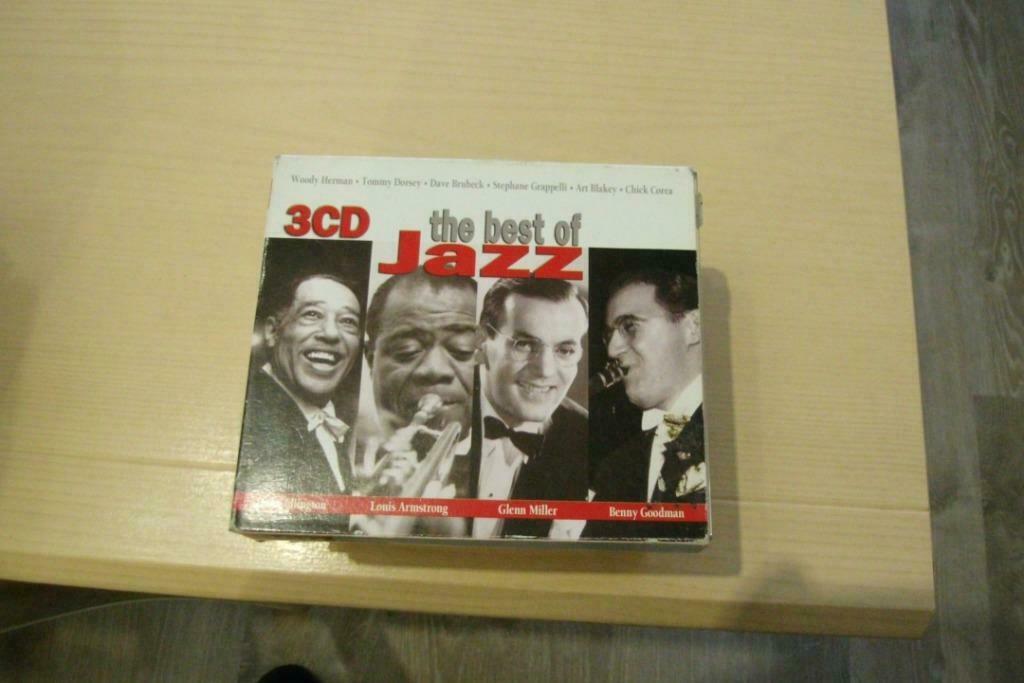 Woody Herman • Tommy Dorsey • Dave Brubeck • Stephane Grappelli • Art Blakey • Chick Corea
3CD
the best of
Jazz
Louis Armstrong
Glenn Miller
Benny Goodman